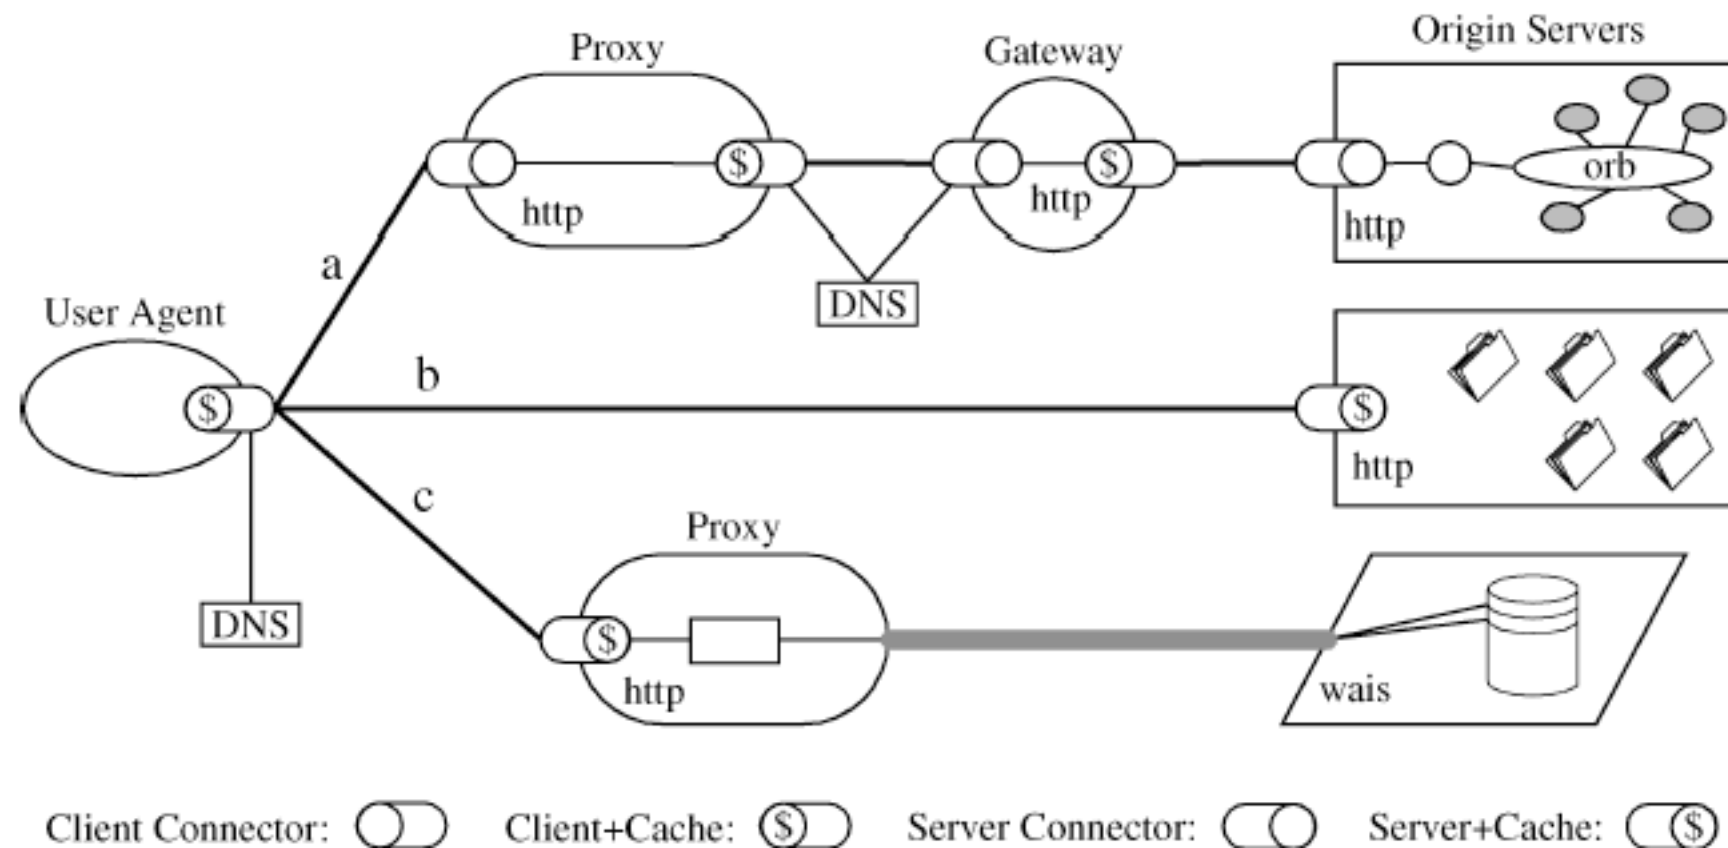 Origin Servers
Proxy
Gateway
$
$
orb
http
http
http
a
DNS
User Agent
b
$
$
http
c
Proxy
DNS
$
http
wais
Client Connector:
Client+Cache: $
Server Connector:
Server+Cache: $